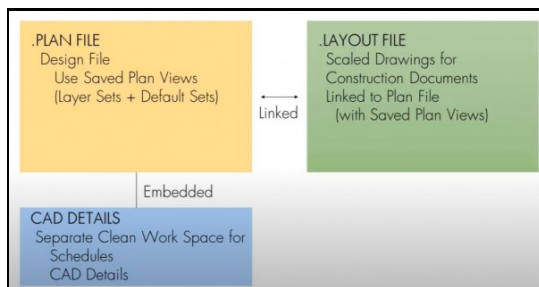 .PLAN FILE
Design File
Use Saved Plan Views
(Layer Sets + Default Sets)
Linked
.LAYOUT FILE
Scaled Drawings for
Construction Documents
Linked to Plan File
(with Saved Plan Views)
Embedded
CAD DETAILS
Separate Clean Work Space for
Schedules
CAD Details